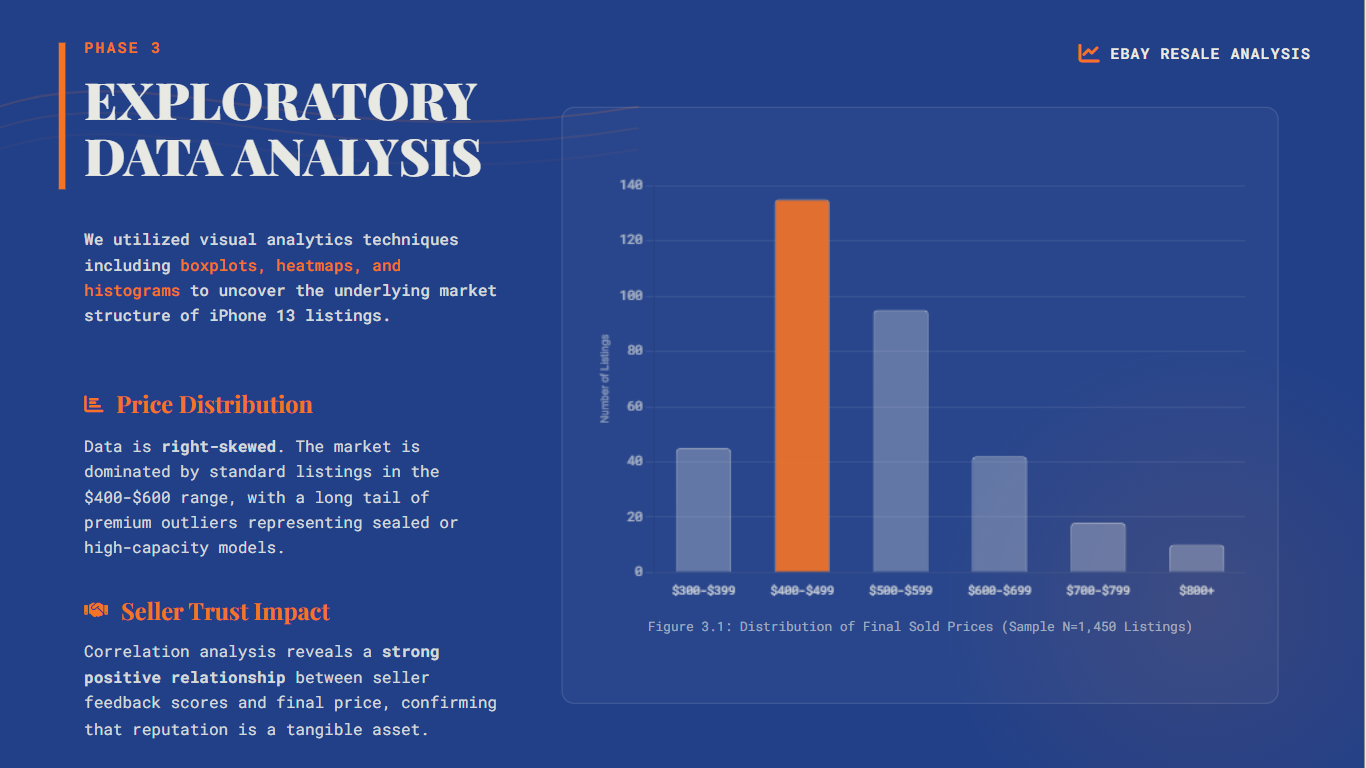 PHASE 3
EBAY RESALE ANALYSIS
EXPLORATORY
DATA ANALYSIS
We utilized visual analytics techniques
including boxplots, heatmaps, and
histograms to uncover the underlying market
structure of iPhone 13 listings.
Price Distribution
Data is right-skewed. The market is
dominated by standard listings in the
$400-$600 range, with a long tail of
premium outliers representing sealed or
high-capacity models.
Seller Trust Impact
Correlation analysis reveals a strong
positive relationship between seller
feedback scores and final price, confirming
that reputation is a tangible asset.
Number of Listings
140
120
100
80
60
40
20
0
$300-$399 $400-$499 $500-$599 $600-$699 $700-$799 $800+
Figure 3.1: Distribution of Final Sold Prices (Sample N=1,450 Listings)